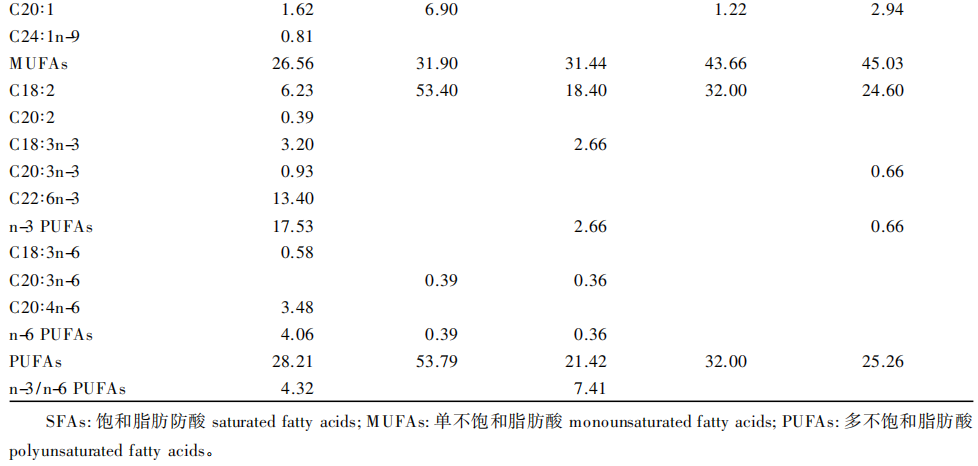 C20:1 1.62 6.90 1.22 2.94
C24:1n-9 0.81
MUFAs 26.56 31.90 31.44 43.66 45.03
C18:2 6.23 53.40 18.40 32.00 24.60
C20:2 0.39
C18:3n-3 3.20 2.66
C20:3n-3 0.93 0.66
C22:6n-3 13.40
n-3 PUFAs 17.53 2.66 0.66
C18:3n-6 0.58
C20:3n-6 0.39 0.36
C20:4n-6 3.48
n-6 PUFAs 4.06 0.39 0.36
PUFAs 28.21 53.79 21.42 32.00 25.26
n-3/n-6 PUFAs 4.32 7.41
SFAs: 饱和脂肪防酸 saturated fatty acids; MUFAs: 单不饱和脂肪酸 monounsaturated fatty acids; PUFAs: 多不饱和脂肪酸
polyunsaturated fatty acids。